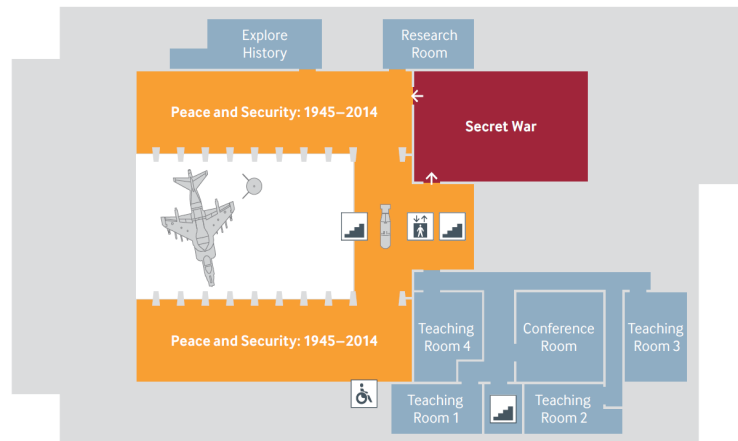 Explore
History
Research
Room
Peace and Security: 1945–2014
Secret War
Peace and Security: 1945–2014
Teaching
Room 4
Conference
Room
Teaching
Room 3
Teaching
Room 1
Teaching
Room 2